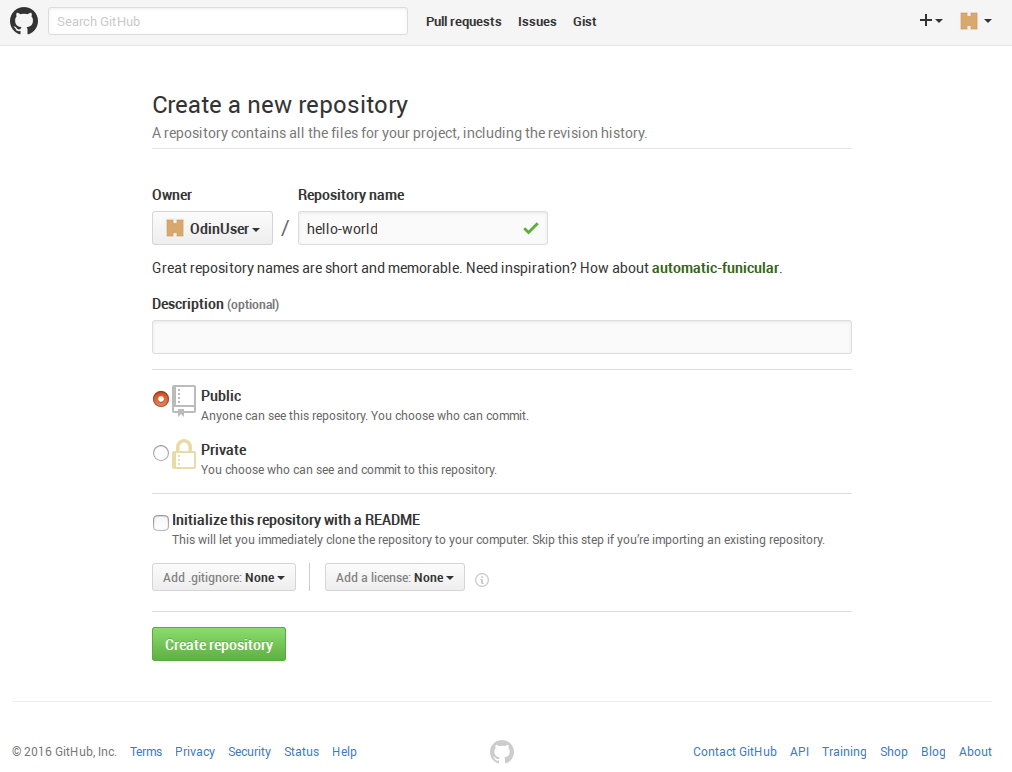 Search GitHub Pull requests Issues Gist
Create a new repository
A repository contains all the files for your project, including the revision history.
Owner Repository name
OdinUser / hello-world
Great repository names are short and memorable. Need inspiration? How about automatic-funicular.
Description (optional)
Public
Anyone can see this repository. You choose who can commit.
Private
You choose who can see and commit to this repository.
Initialize this repository with a README
This will let you immediately clone the repository to your computer. Skip this step if you’re importing an existing repository.
Add .gitignore: None Add a license: None
Create repository
© 2016 GitHub, Inc. Terms Privacy Security Status Help Contact GitHub API Training Shop Blog About